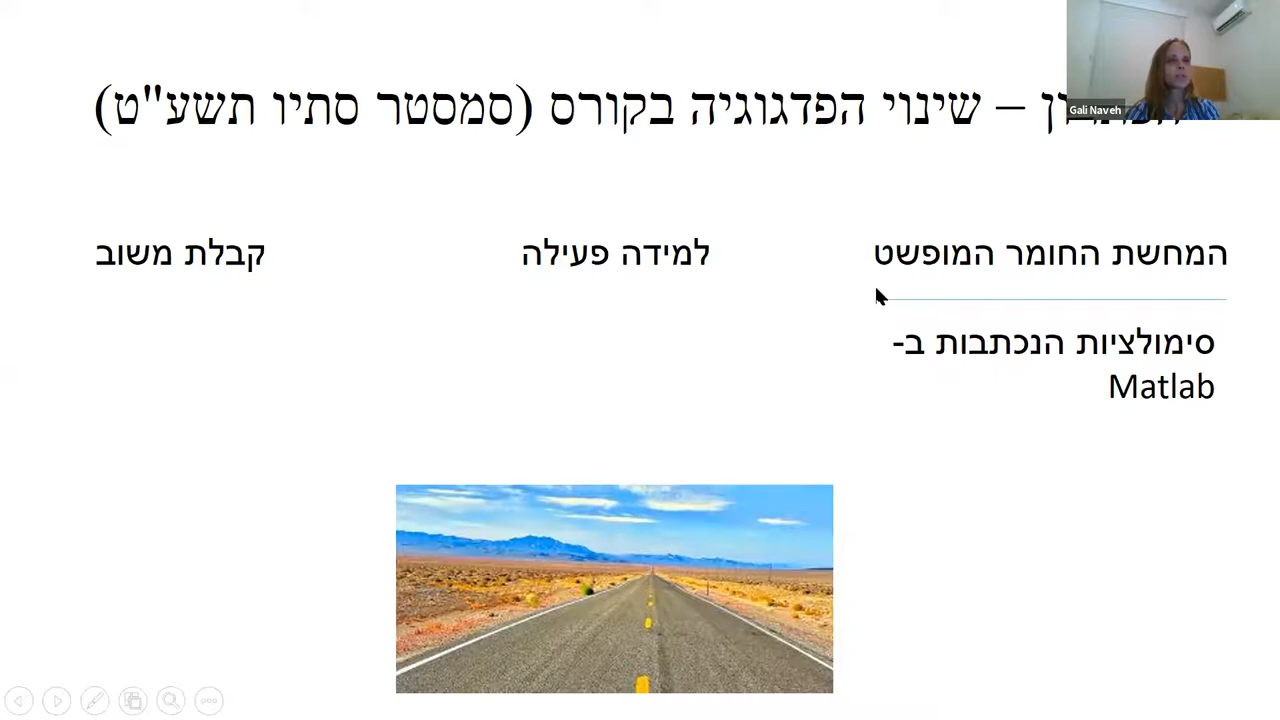 – שינוי הפדגוגיה בקורס (סמסטר סתיו תשע"ט)
Gali Naveh
המחשת החומר המופשט
למידה פעילה
קבלת משוב
סימולציות הנכתבות ב-
Matlab